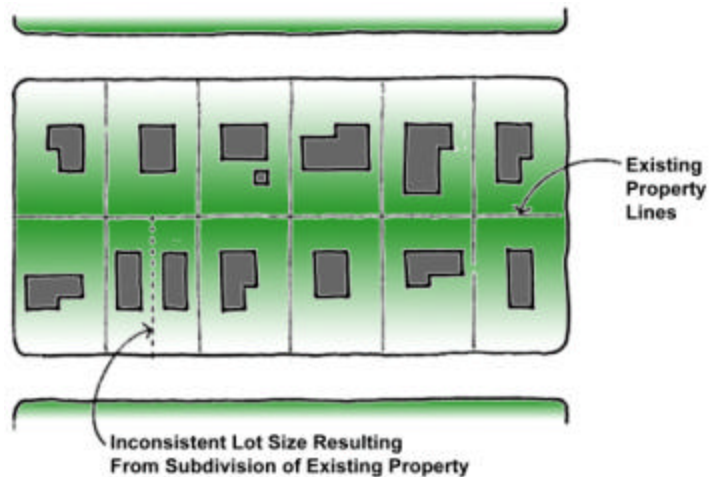 Existing
Property
Lines
Inconsistent Lot Size Resulting
From Subdivision of Existing Property